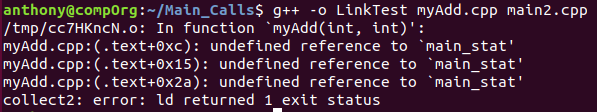 anthony@compOrg:~/Main_Calls$ g++ -o LinkTest myAdd.cpp main2.cpp
/tmp/cc7HKncN.o: In function `myAdd(int, int)':
myAdd.cpp:(.text+0xc): undefined reference to `main_stat'
myAdd.cpp:(.text+0x15): undefined reference to `main_stat'
myAdd.cpp:(.text+0x2a): undefined reference to `main_stat'
collect2: error: ld returned 1 exit status